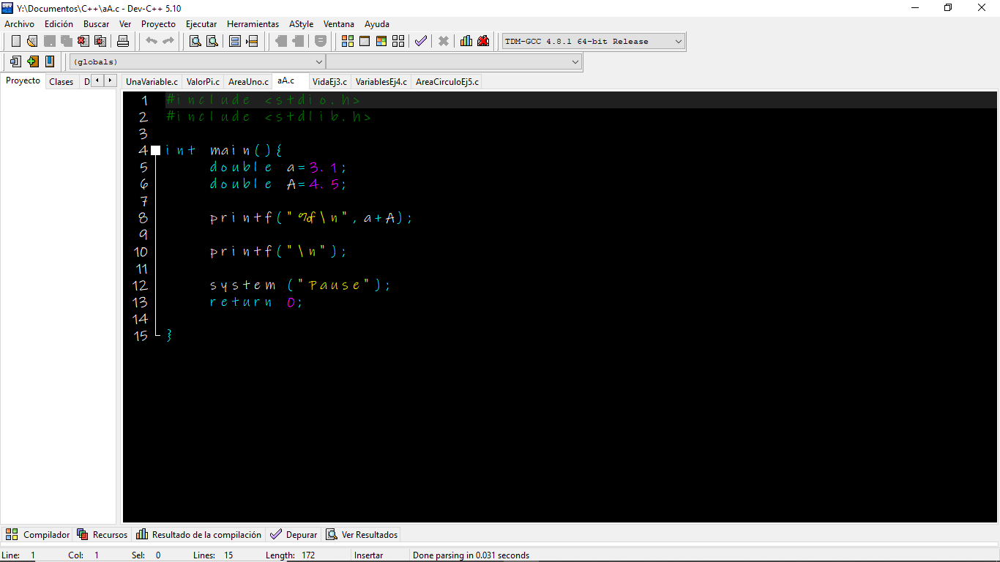 Y:\Documentos\C++\aA.c - Dev-C++ 5.10
Archivo Edición Buscar Ver Proyecto Ejecutar Herramientas AStyle Ventana Ayuda
TDM-GCC 4.8.1 64-bit Release
(globals)
Proyecto Clases D UnaVariable.c ValorPi.c AreaUno.c aA.c VidaEj3.c VariablesEj4.c AreaCirculoEj5.c
1 #include <stdio.h>
2 #include <stdlib.h>
3
4 int main(){
5 double a=3.1;
6 double A=4.5;
7
8 printf("%f\n",a+A);
9
10 printf("\n");
11
12 system ("Pause");
13 return 0;
14
15 }
Compilador Recursos Resultado de la compilación Depurar Ver Resultados
Line: 1 Col: 1 Sel: 0 Lines: 15 Length: 172 Insertar Done parsing in 0.031 seconds